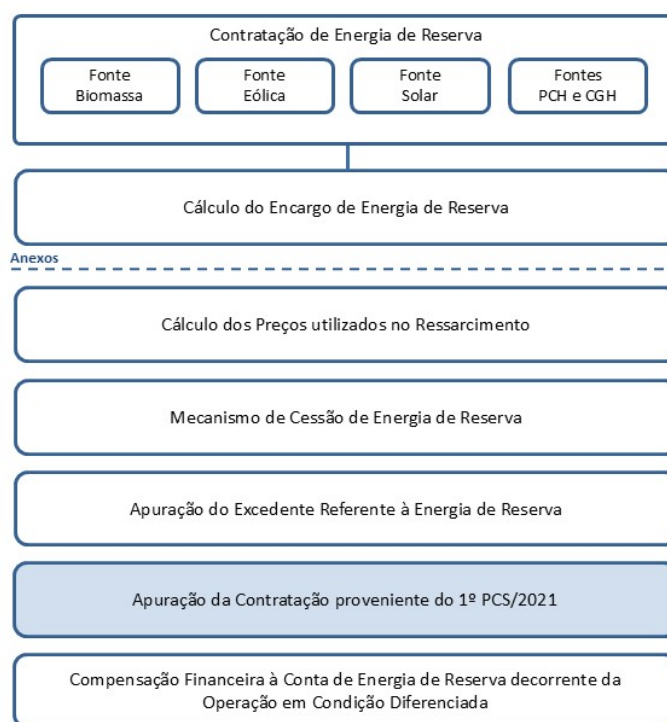 Contratação de Energia de Reserva
Fonte
Biomassa
Fonte
Eólica
Fonte
Solar
Fontes
PCH e CGH
Cálculo do Encargo de Energia de Reserva
Anexos
Cálculo dos Preços utilizados no Ressarcimento
Mecanismo de Cessão de Energia de Reserva
Apuração do Excedente Referente à Energia de Reserva
Apuração da Contratação proveniente do 1º PCS/2021
Compensação Financeira à Conta de Energia de Reserva decorrente da
Operação em Condição Diferenciada